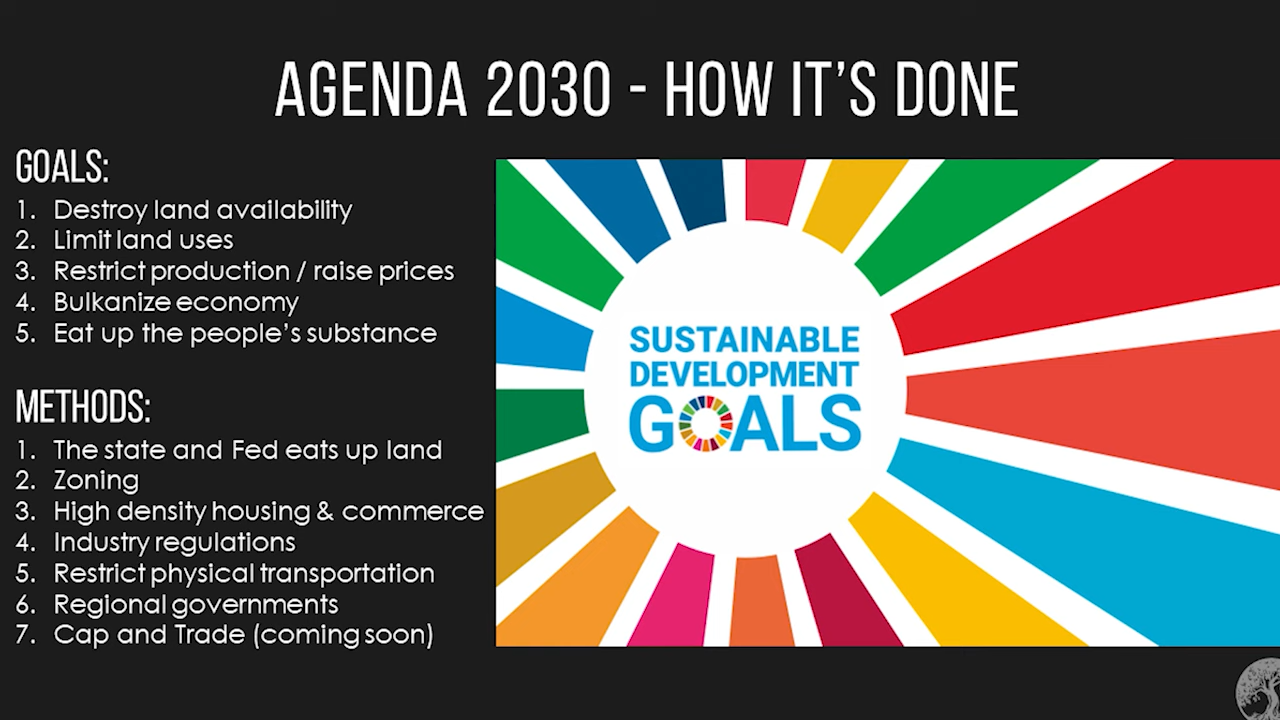 AGENDA 2030 - HOW IT'S DONE
GOALS:
1. Destroy land availability
2. Limit land uses
3. Restrict production / raise prices
4. Bulkanize economy
5. Eat up the people's substance
METHODS:
1. The state and Fed eats up land
2. Zoning
3. High density housing & commerce
4. Industry regulations
5. Restrict physical transportation
6. Regional governments
7. Cap and Trade (coming soon)
SUSTAINABLE
DEVELOPMENT
GOALS